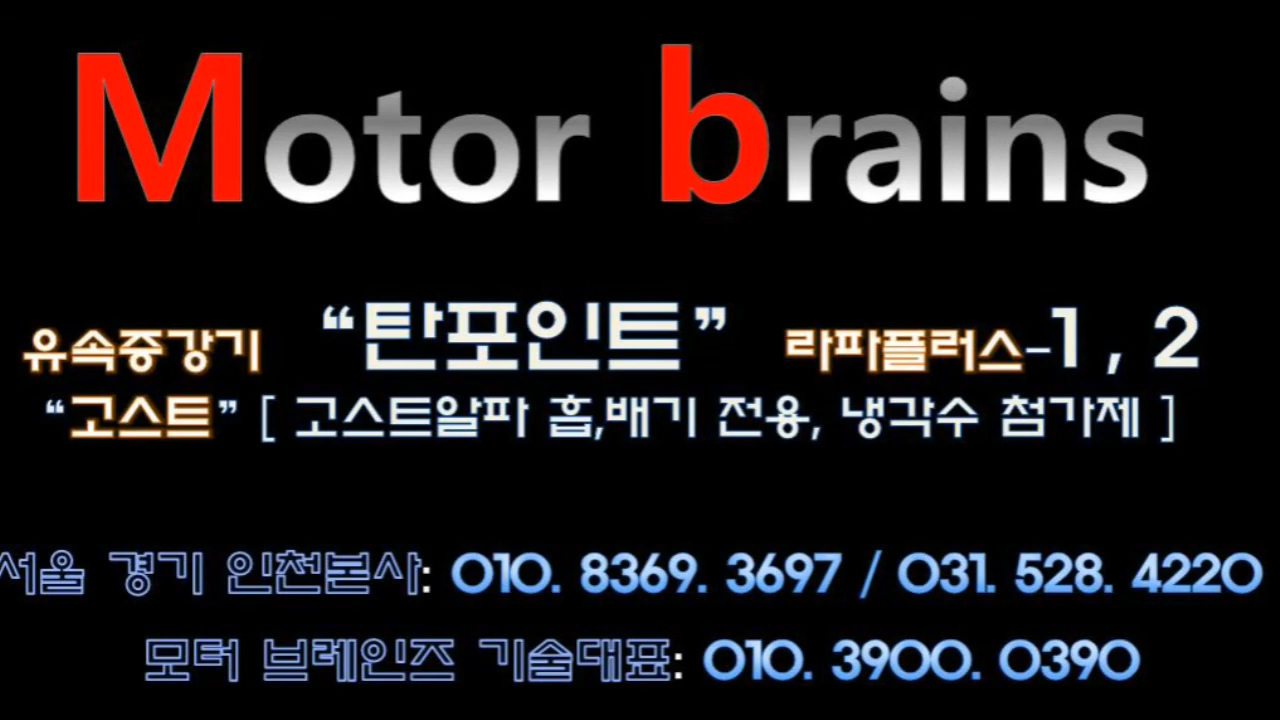 Motor brains
유속증강기 “탄포인트” 라파플러스-1 , 2
“고스트” [ 고스트알파 흡,배기 전용, 냉각수 첨가제 ]
서울 경기 인천본사: 010. 8369. 3697 / 031. 528. 4220
모터 브레인즈 기술대표: 010. 3900. 0390